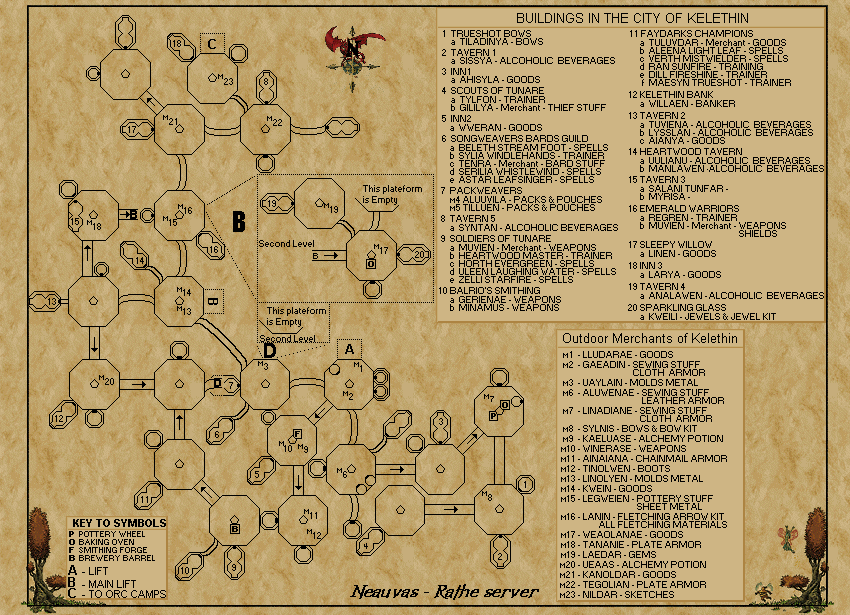 BUILDINGS IN THE CITY OF KELETHIN
1 TRUESHOT BOWS
a TILADINYA - BOWS
2 TAVERN 1
a SISSYA - ALCOHOLIC BEVERAGES
3 INN1
a AHISYLA - GOODS
4 SCOUTS OF TUNARE
a TYLFON - TRAINER
b GILILYA - Merchant - THIEF STUFF
5 INN2
a WWERAN - GOODS
6 SONGWEAVERS BARDS GUILD
a BELETH STREAM FOOT - SPELLS
b SYLIA WINDLEHANDS - TRAINER
c TENRA - Merchant - BARD STUFF
d SERILIA WHISTLEWIND - SPELLS
e ASTAR LEAFSINGER - SPELLS
7 PACKWEAVERS
M4 ALUUVILA - PACKS & POUCHES
M5 TILLUEN - PACKS & POUCHES
8 TAVERN 5
a SYNTAN - ALCOHOLIC BEVERAGES
9 SOLDIERS OF TUNARE
a MUVIEN - Merchant - WEAPONS
b HEARTWOOD MASTER - TRAINER
c HORTH EVERGREEN - SPELLS
d ULEEN LAUGHING WATER - SPELLS
e ZELLI STARFIRE - SPELLS
10 BALRIO'S SMITHING
a GERIENAE - WEAPONS
b MINAMUS - WEAPONS
11 FAYDARKS CHAMPIONS
a TULUVDAR - Merchant - GOODS
b ALEENA LIGHT LEAF - SPELLS
c VERTH MISTWIELDER - SPELLS
d RAN SUNFIRE - TRAINING
e DILL FIRESHINE - TRAINER
f MAESYN TRUESHOT - TRAINER
12 KELETHIN BANK
a WILLAEN - BANKER
13 TAVERN 2
a TUVIENA - ALCOHOLIC BEVERAGES
b LYSSLAN - ALCOHOLIC BEVERAGES
c AIANYA - GOODS
14 HEARTWOOD TAVERN
a UULIANU - ALCOHOLIC BEVERAGES
b MANLAWEN - ALCOHOLIC BEVERAGES
15 TAVERN 3
a SALANI TUNFAR -
b MYRISA -
16 EMERALD WARRIORS
a REGREN - TRAINER
b MUVIEN - Merchant - WEAPONS
SHIELDS
17 SLEEPY WILLOW
a LINEN - GOODS
18 INN 3
a LARYA - GOODS
19 TAVERN 4
a ANALAWEN - ALCOHOLIC BEVERAGES
20 SPARKLING GLASS
a KWEILI - JEWELS & JEWEL KIT
Outdoor Merchants of Kelethin
M1 - LLUDARAE - GOODS
M2 - GAEADIN - SEWING STUFF
CLOTH ARMOR
M3 - UAYLAIN - MOLDS METAL
M6 - ALUWENAE - SEWING STUFF
LEATHER ARMOR
M7 - LINADIANE - SEWING STUFF
CLOTH ARMOR
M8 - SYLNIS - BOWS & BOW KIT
M9 - KAELUASE - ALCHEMY POTION
M10 - WINERASE - WEAPONS
M11 - AINAIANA - CHAINMAIL ARMOR
M12 - TINOLWEN - BOOTS
M13 - LINOLYEN - MOLDS METAL
M14 - KWEIN - GOODS
M15 - LEGWEIEN - POTTERY STUFF
SHEET METAL
M16 - LANIN - FLETCHING ARROW KIT
ALL FLETCHING MATERIALS
M17 - WEAOLANAE - GOODS
M18 - TANANIE - PLATE ARMOR
M19 - LAEDAR - GEMS
M20 - UEAAS - ALCHEMY POTION
M21 - KANOLDAR - GOODS
M22 - TEGOLIAN - PLATE ARMOR
M23 - NILDAR - SKETCHES
N
18
C
M23
8
M21
17
M22
15
M18
B
M15
M16
16
14
B
19
M19
This plateform
is Empty
Second Level
B
M17
O
20
13
M14
M13
B
This plateform
is Empty
Second Level
D
A
M20
12
D
7
M3
M1
M2
6
F
M10
M9
5
M6
3
M7
O
P
11
B
9
10
M11
M12
4
M8
1
2
KEY TO SYMBOLS
P POTTERY WHEEL
O BAKING OVEN
F SMITHING FORGE
B BREWERY BARREL
A - LIFT
B - MAIN LIFT
C - TO ORC CAMPS
Neauvas - Rathe server